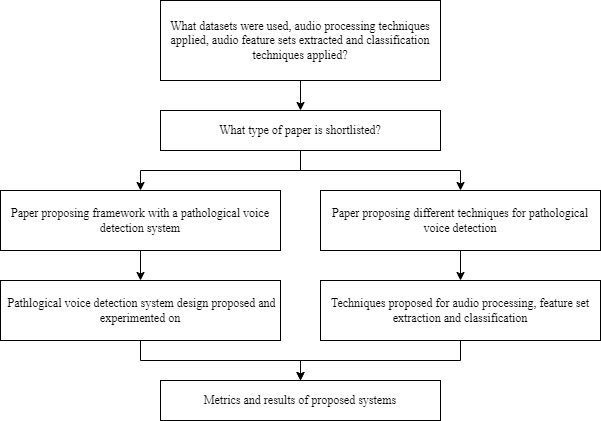 What datasets were used, audio processing techniques
applied, audio feature sets extracted and classification
techniques applied?
What type of paper is shortlisted?
Paper proposing framework with a pathological voice
detection system
Paper proposing different techniques for pathological
voice detection
Pathlogical voice detection system design proposed and
experimented on
Techniques proposed for audio processing, feature set
extraction and classification
Metrics and results of proposed systems